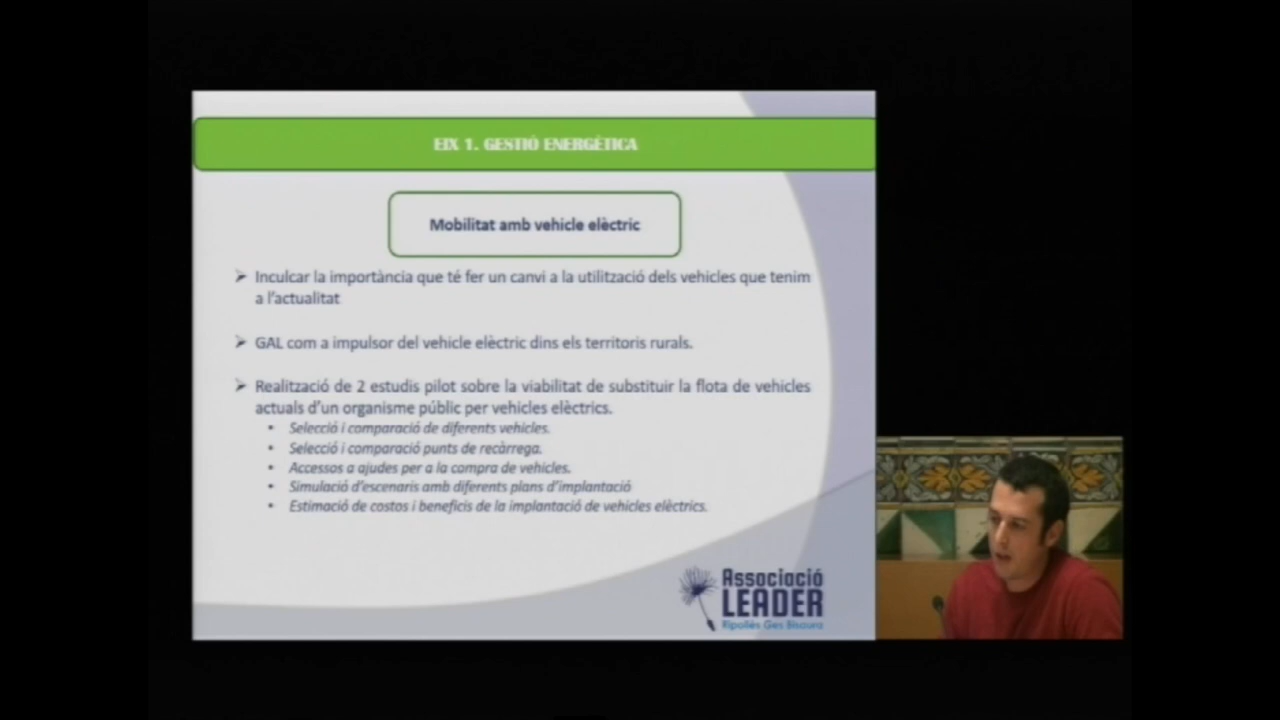 EIX 1. GESTIÓ ENERGÈTICA
Mobilitat amb vehicle elèctric
➢ Inculcar la importància que té fer un canvi a la utilització dels vehicles que tenim
a l'actualitat
➢ GAL com a impulsor del vehicle elèctric dins els territoris rurals.
➢ Realització de 2 estudis pilot sobre la viabilitat de substituir la flota de vehicles
actuals d'un organisme públic per vehicles elèctrics.
• Selecció i comparació de diferents vehicles.
• Selecció i comparació punts de recàrrega.
• Accessos a ajudes per a la compra de vehicles.
• Simulació d'escenaris amb diferents plans d'implantació
• Estimació de costos i beneficis de la implantació de vehicles elèctrics.
Associació
LEADER
Ripollès Ges Bisaura